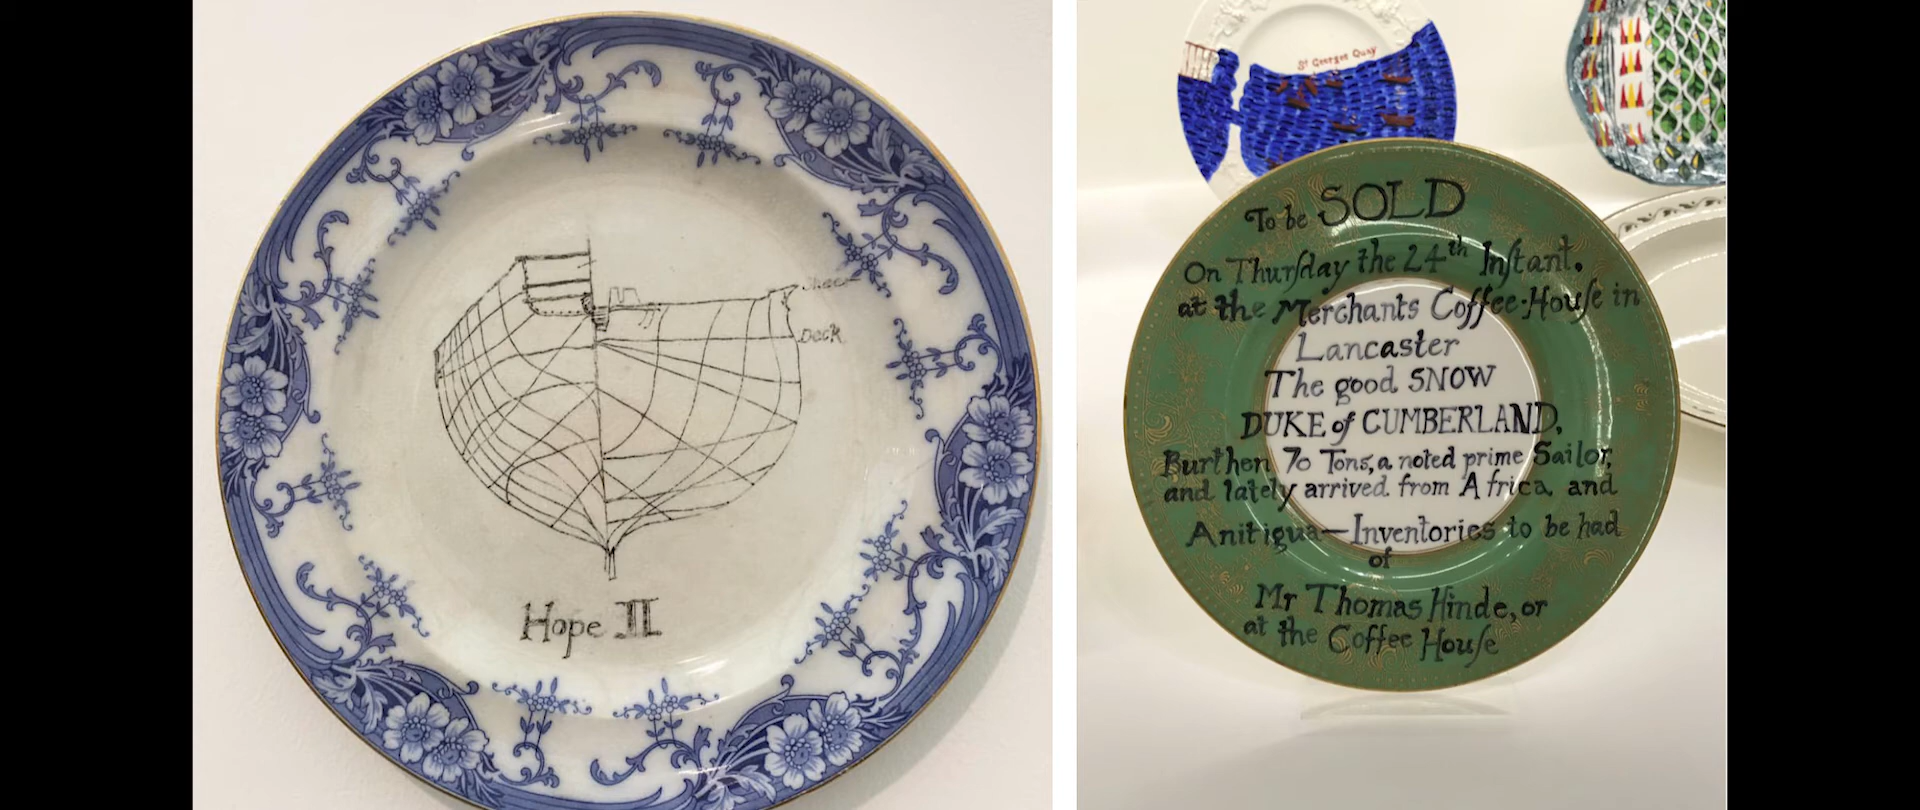 Sheer
Deck
Hope II
St Georges Quay
To be SOLD
On Thurſday the 24th Inſtant,
at the Merchants Coffee-Houſe in
Lancaster
The good SNOW
DUKE of CUMBERLAND,
Burthen 70 Tons, a noted prime Sailor,
and lately arrived from Africa and
Anitigua—Inventories to be had
of
Mr Thomas Hinde, or
at the Coffee Houſe